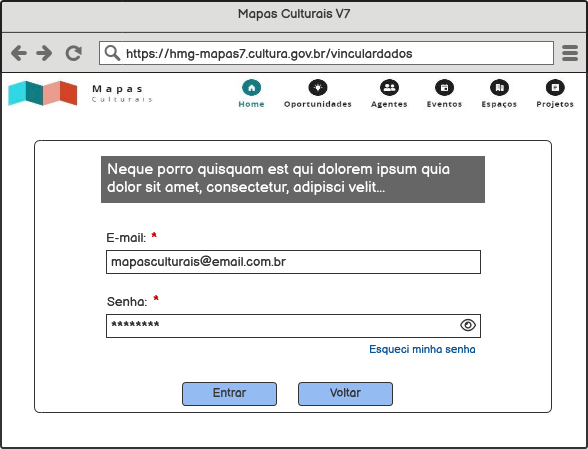 Mapas Culturais V7
https://hmg-mapas7.cultura.gov.br/vinculardados
Mapas
Culturais
Home
Oportunidades
Agentes
Eventos
Espaços
Projetos
Neque porro quisquam est qui dolorem ipsum quia
dolor sit amet, consectetur, adipisci velit...
E-mail: *
mapasculturais@email.com.br
Senha: *
********
Esqueci minha senha
Entrar
Voltar